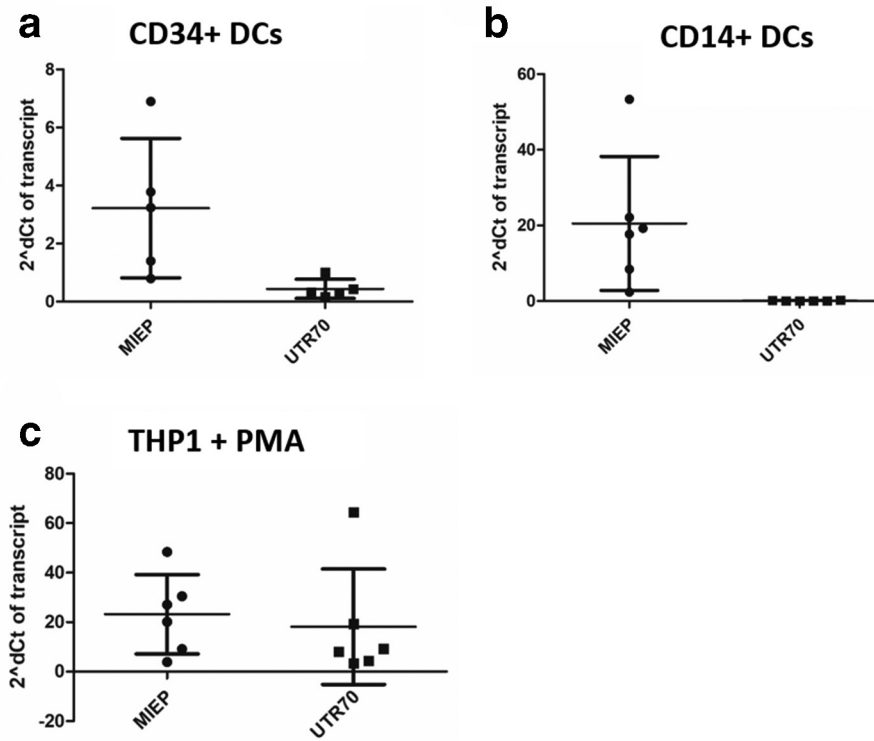 a
CD34+ DCs
8
6
4
2
0
2^dCt of transcript
MIEP
UTR70
b
CD14+ DCs
60
40
20
0
2^dCt of transcript
MIEP
UTR70
c
THP1 + PMA
80
60
40
20
0
-20
2^dCt of transcript
MIEP
UTR70